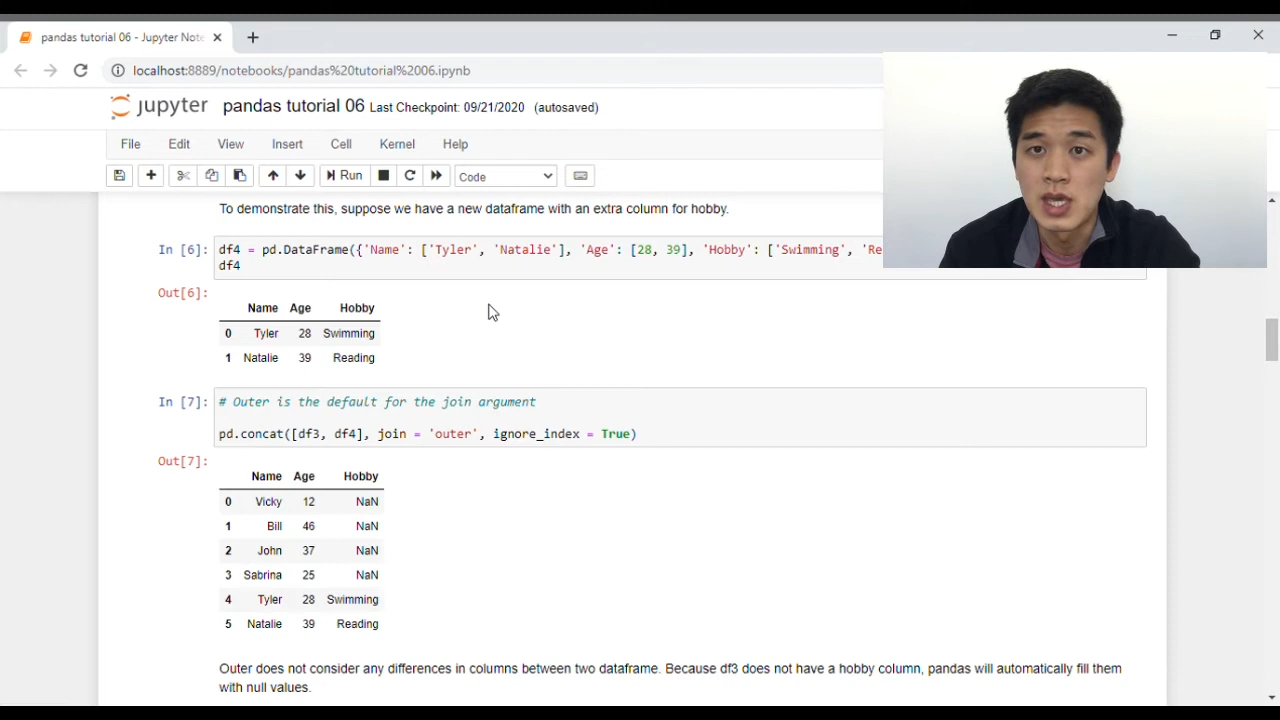 pandas tutorial 06 - Jupyter Note
localhost:8889/notebooks/pandas%20tutorial%2006.ipynb
jupyter pandas tutorial 06 Last Checkpoint: 09/21/2020 (autosaved)
File Edit View Insert Cell Kernel Help
Run Code
To demonstrate this, suppose we have a new dataframe with an extra column for hobby.
In [6]: df4 = pd.DataFrame({'Name': ['Tyler', 'Natalie'], 'Age': [28, 39], 'Hobby': ['Swimming', 'Re
df4
Out[6]:
Name Age Hobby
0 Tyler 28 Swimming
1 Natalie 39 Reading
In [7]: # Outer is the default for the join argument
pd.concat([df3, df4], join = 'outer', ignore_index = True)
Out[7]:
Name Age Hobby
0 Vicky 12 NaN
1 Bill 46 NaN
2 John 37 NaN
3 Sabrina 25 NaN
4 Tyler 28 Swimming
5 Natalie 39 Reading
Outer does not consider any differences in columns between two dataframe. Because df3 does not have a hobby column, pandas will automatically fill them
with null values.